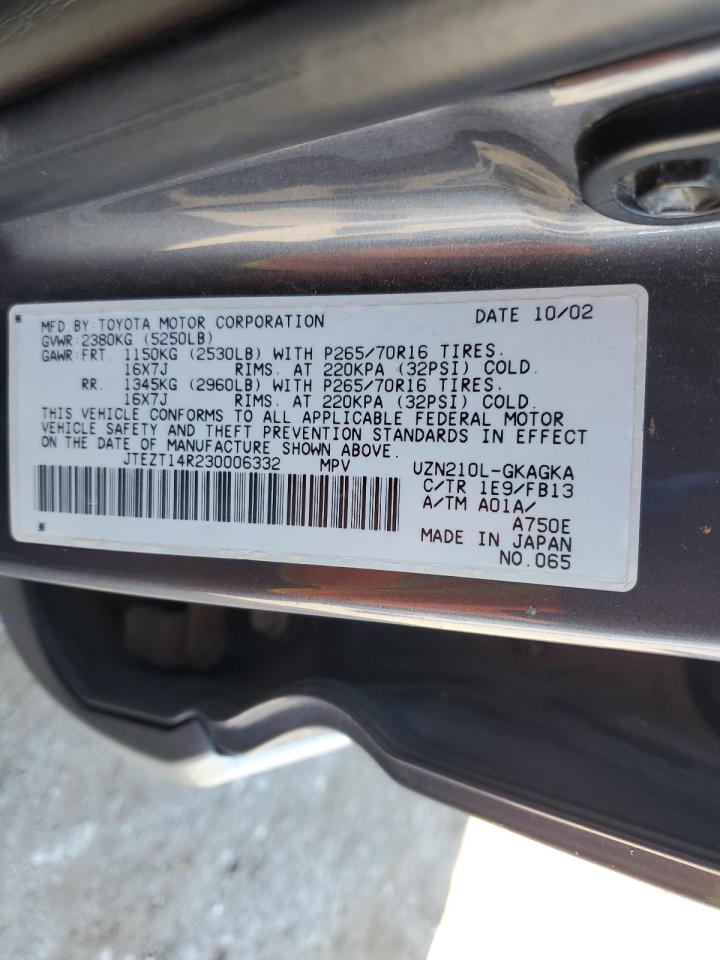 MFD.BY:TOYOTA MOTOR CORPORATION DATE 10/02
GVWR:2380KG (5250LB)
GAWR:FRT. 1150KG (2530LB) WITH P265/70R16 TIRES.
16X7J RIMS. AT 220KPA (32PSI) COLD.
RR. 1345KG (2960LB) WITH P265/70R16 TIRES.
16X7J RIMS. AT 220KPA (32PSI) COLD.
THIS VEHICLE CONFORMS TO ALL APPLICABLE FEDERAL MOTOR
VEHICLE SAFETY AND THEFT PREVENTION STANDARDS IN EFFECT
ON THE DATE OF MANUFACTURE SHOWN ABOVE.
JTEZT14R230006332 MPV UZN210L-GKAGKA
C/TR 1E9/FB13
A/TM A01A/
A750E
MADE IN JAPAN
NO.065